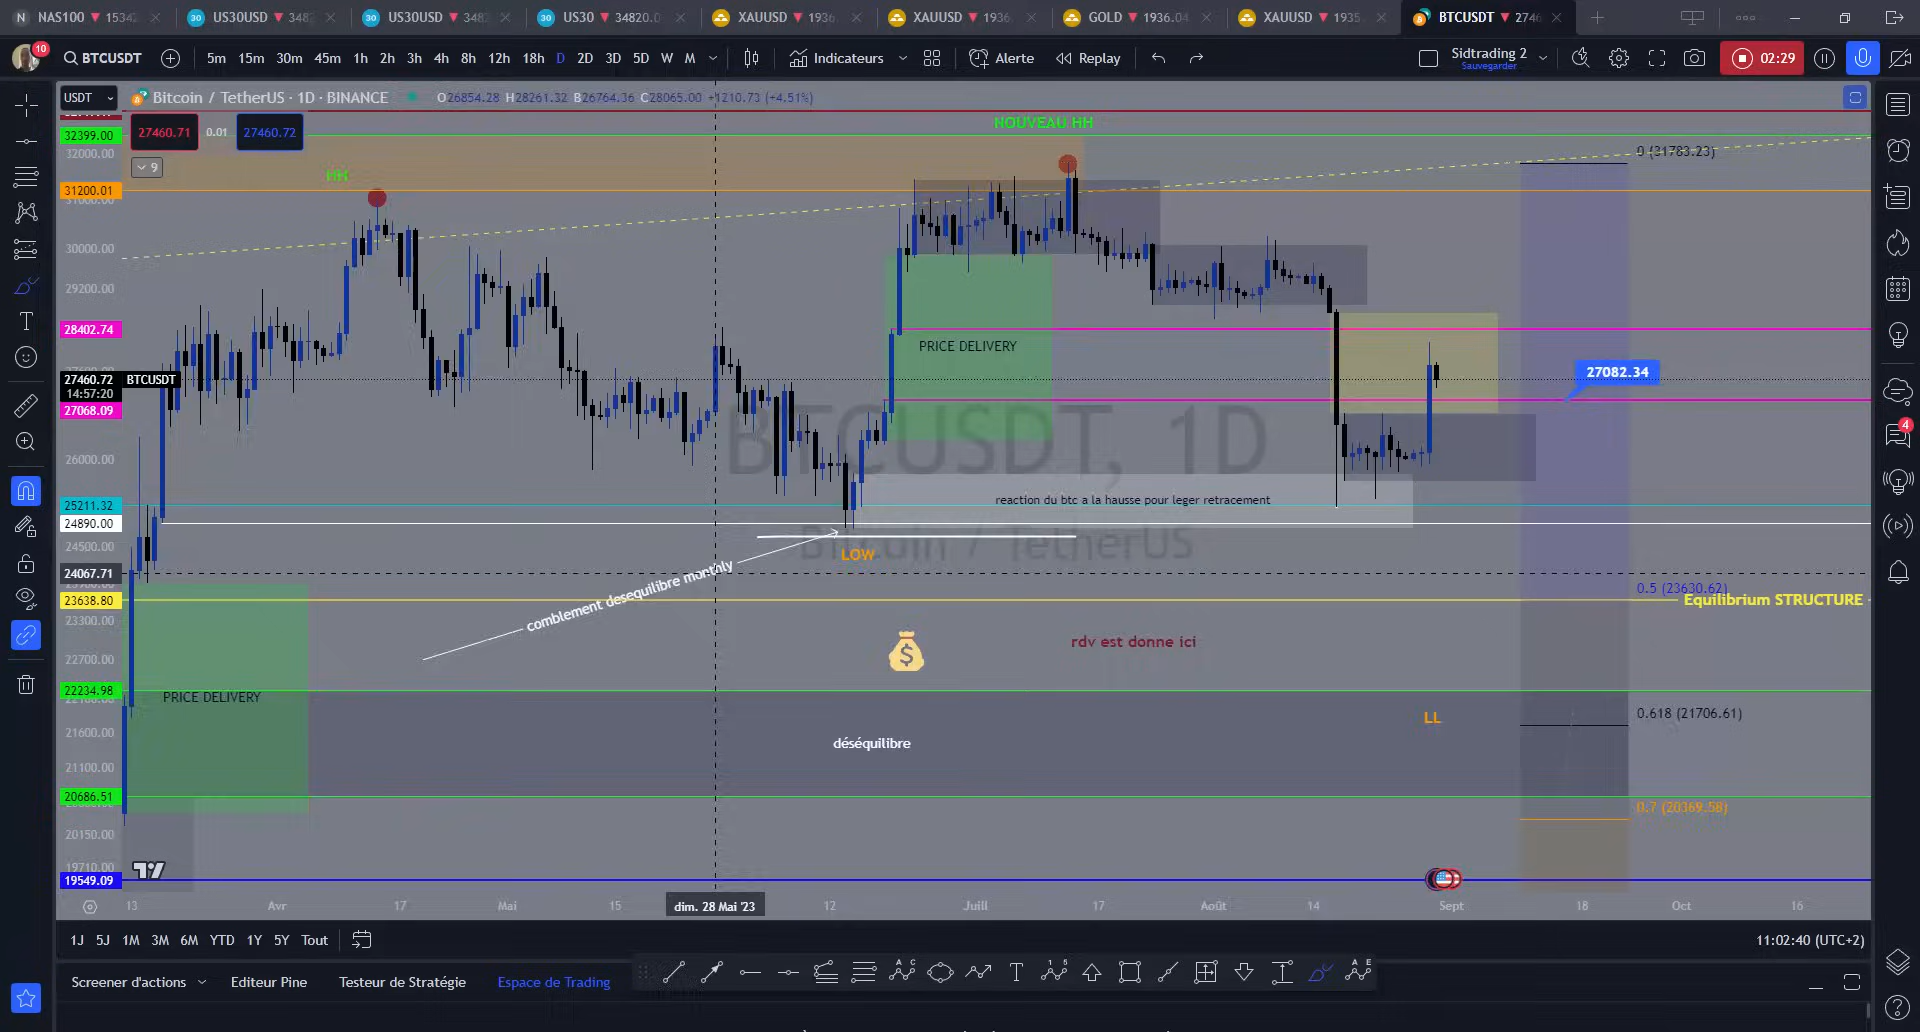 NAS100 ▼ 1534
US30USD ▼ 348
US30USD ▼ 348
US30 ▼ 34820.0
XAUUSD ▼ 1936.
XAUUSD ▼ 1936
GOLD ▼ 1936.04
XAUUSD ▼ 1935
BTCUSDT ▼ 2746
10
BTCUSDT
5m 15m 30m 45m 1h 2h 3h 4h 8h 12h 18h D 2D 3D 5D W M
Indicateurs
Alerte
Replay
Sidtrading 2
Sauvegarder
02:29
USDT
Bitcoin / TetherUS · 1D · BINANCE
O26854.28 H28261.32 B26764.36 C28065.00 +1210.73 (+4.51%)
27460.71 0.01 27460.72
9
NOUVEAU HH
HH
32399.00
32000.00
31200.01
31000.00
30000.00
29200.00
28402.74
27460.72 BTCUSDT
14:57:20
27068.09
26000.00
25211.32
24890.00
24500.00
24067.71
23638.80
23300.00
22700.00
22234.98
21600.00
21100.00
20686.51
20150.00
19710.00
19549.09
0 (31783.23)
PRICE DELIVERY
27082.34
BTCUSDT, 1D
Bitcoin / TetherUS
reaction du btc a la hausse pour leger retracement
LOW
comblement desequilibre monthly
0.5 (23630.62)
Equilibrium STRUCTURE
rdv est donne ici
PRICE DELIVERY
LL
0.618 (21706.61)
déséquilibre
0.7 (20369.58)
13 Avr 17 Mai 15 dim. 28 Mai '23 12 Juill 17 Août 14 Sept 18 Oct 16
1J 5J 1M 3M 6M YTD 1Y 5Y Tout
11:02:40 (UTC+2)
Screener d'actions
Editeur Pine
Testeur de Stratégie
Espace de Trading
4